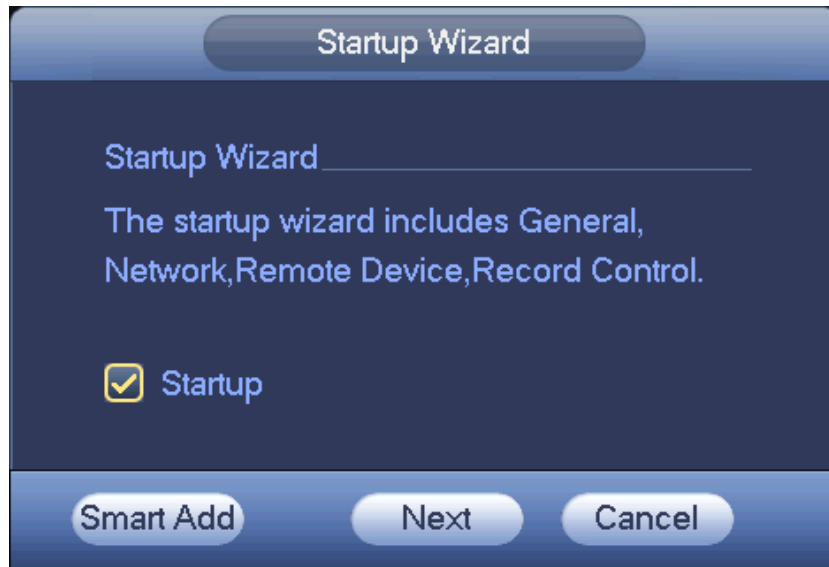 Startup Wizard
Startup Wizard
The startup wizard includes General,
Network,Remote Device,Record Control.
Startup
Smart Add Next Cancel